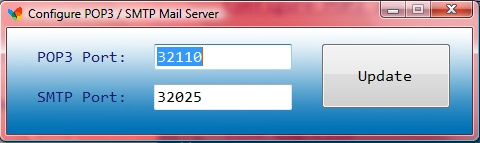 Configure POP3 / SMTP Mail Server
POP3 Port: 32110
Update
SMTP Port: 32025